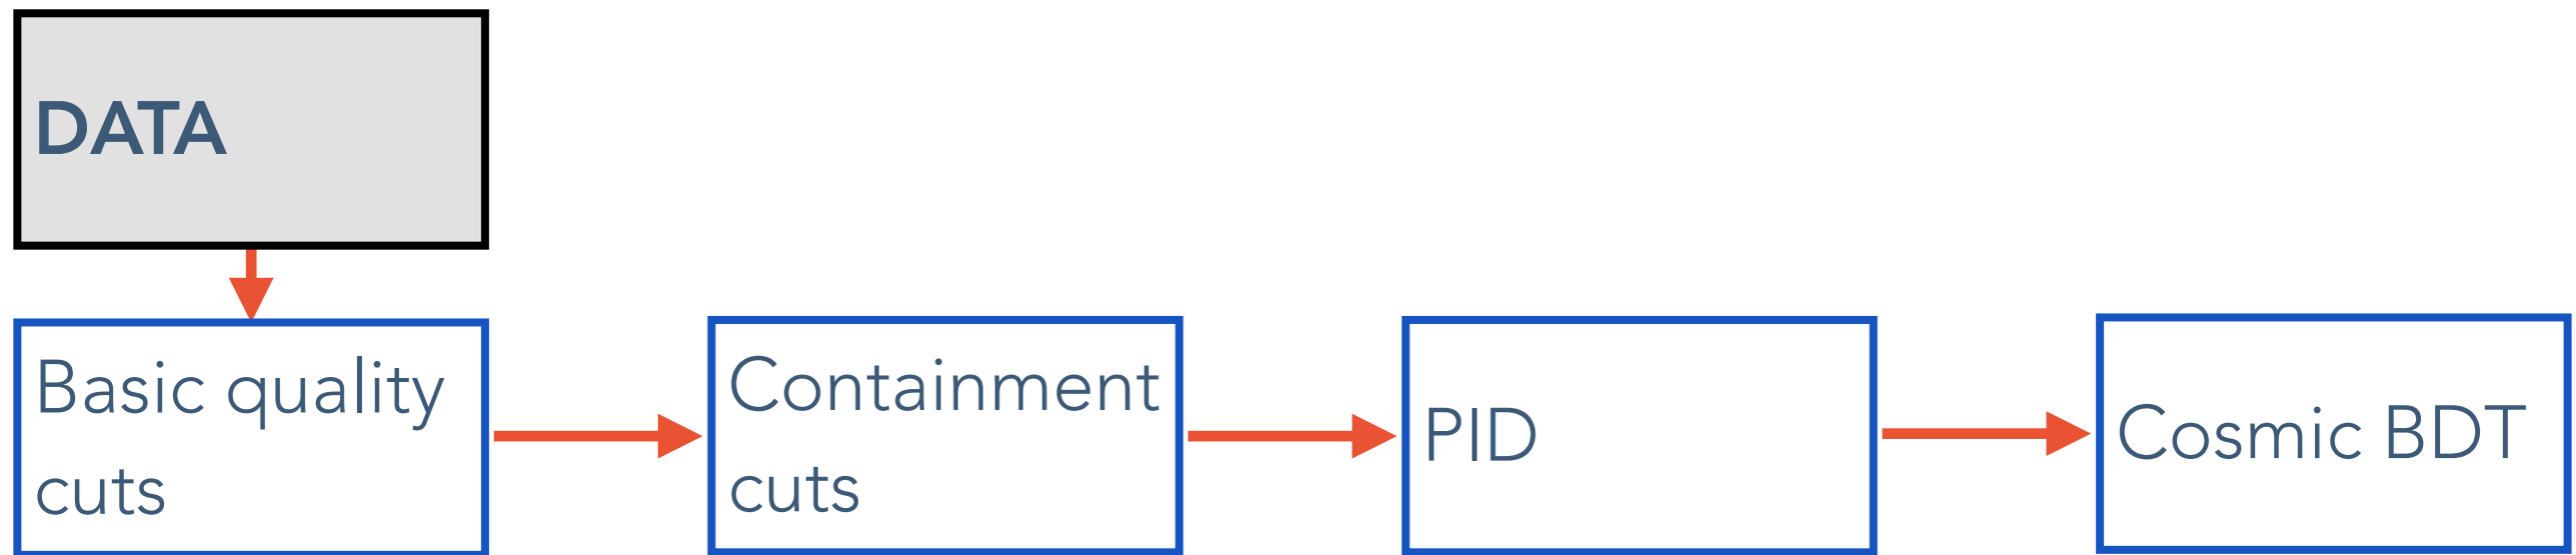 DATA
Basic quality
cuts
Containment
cuts
PID
Cosmic BDT